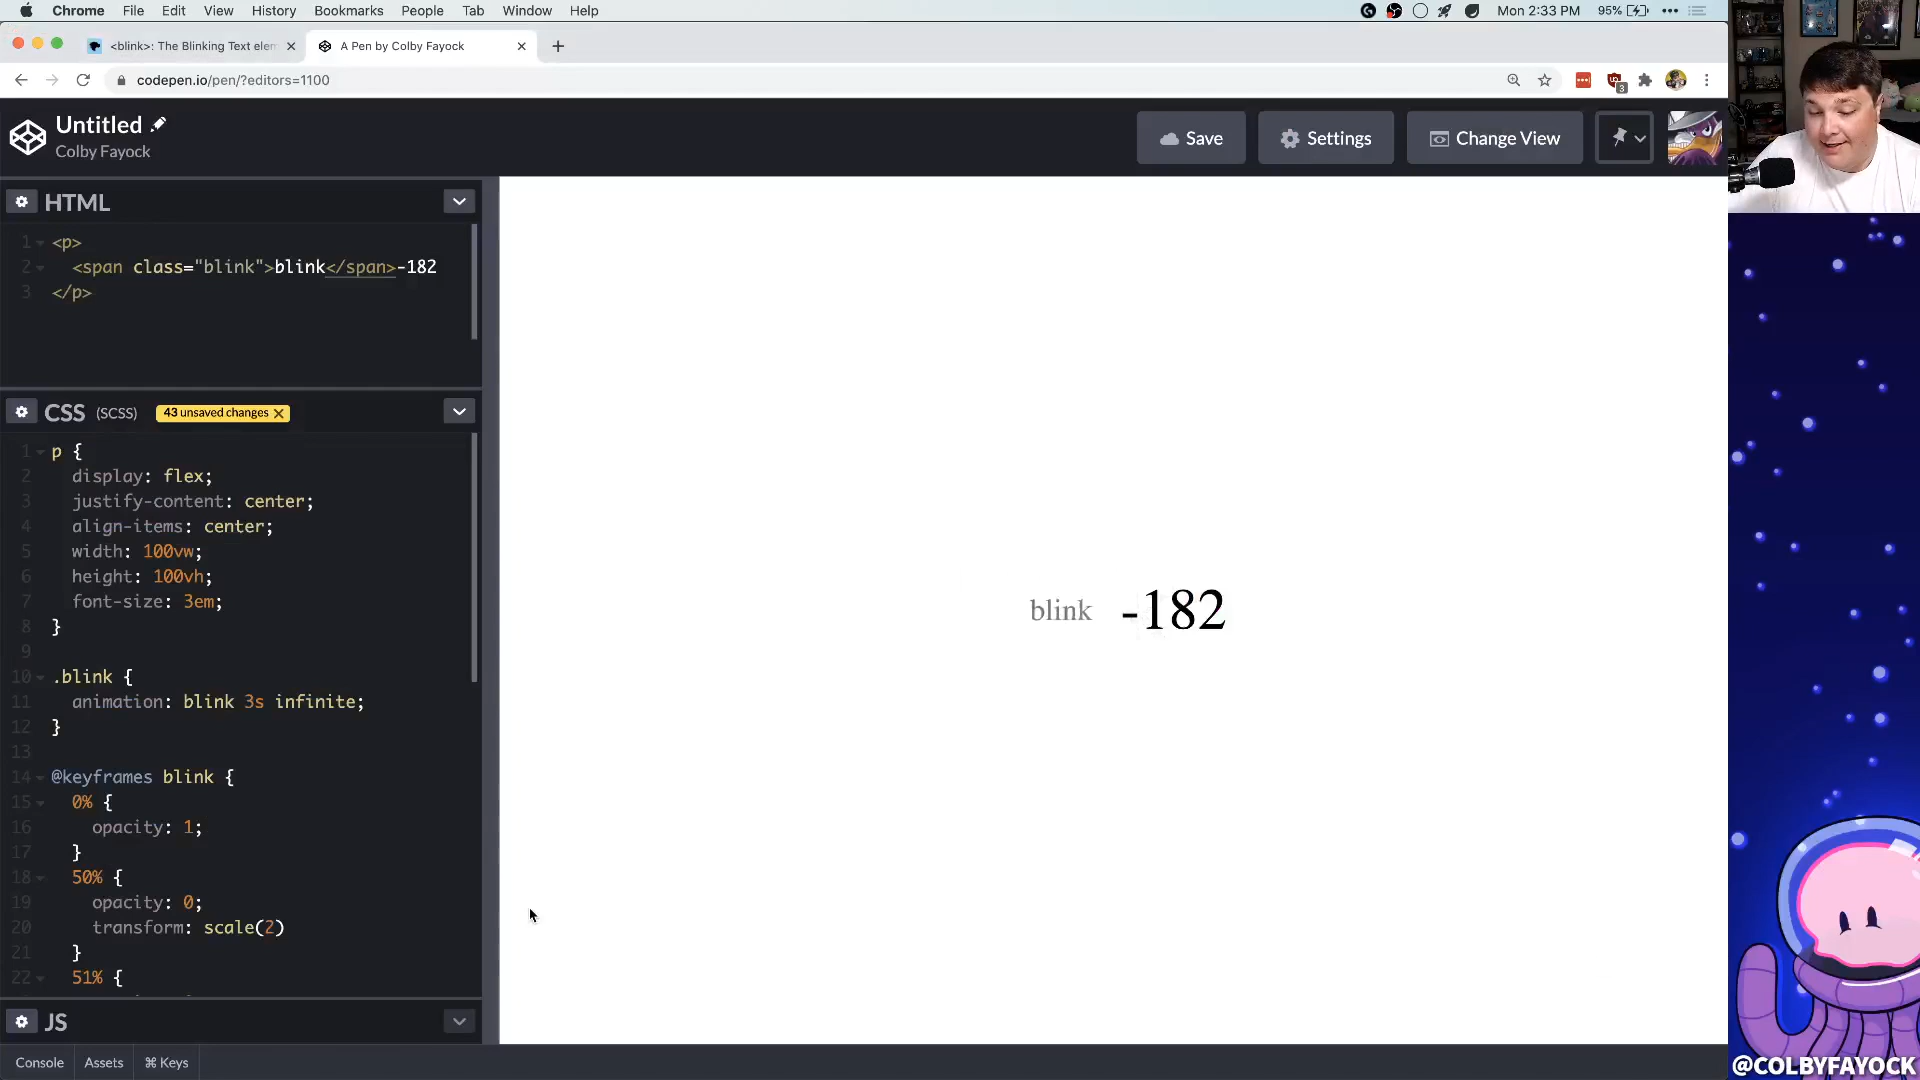 Chrome File Edit View History Bookmarks People Tab Window Help
Mon 2:33 PM 95%
<blink>: The Blinking Text elem
A Pen by Colby Fayock
codepen.io/pen/?editors=1100
3
Untitled
Colby Fayock
Save
Settings
Change View
HTML
1 <p>
2 <span class="blink">blink</span>-182
3 </p>
CSS (SCSS) 43 unsaved changes
1 p {
2 display: flex;
3 justify-content: center;
4 align-items: center;
5 width: 100vw;
6 height: 100vh;
7 font-size: 3em;
8 }
9
10 .blink {
11 animation: blink 3s infinite;
12 }
13
14 @keyframes blink {
15 0% {
16 opacity: 1;
17 }
18 50% {
19 opacity: 0;
20 transform: scale(2)
21 }
22 51% {
blink -182
JS
Console Assets ⌘ Keys
@COLBYFAYOCK